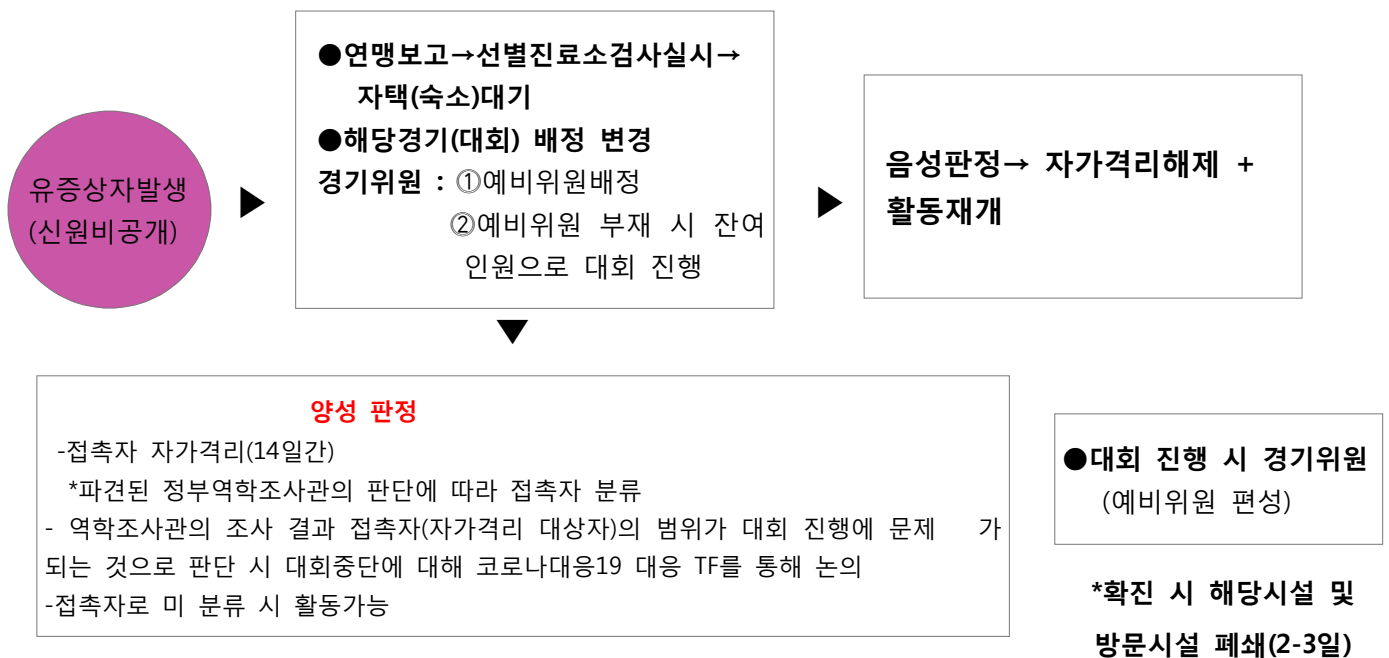 유증상자발생
(신원비공개)
●연맹보고→선별진료소검사실시→
자택(숙소)대기
●해당경기(대회) 배정 변경
경기위원 : ①예비위원배정
②예비위원 부재 시 잔여
인원으로 대회 진행
음성판정→ 자가격리해제 +
활동재개
양성 판정
-접촉자 자가격리(14일간)
*파견된 정부역학조사관의 판단에 따라 접촉자 분류
- 역학조사관의 조사 결과 접촉자(자가격리 대상자)의 범위가 대회 진행에 문제 가
되는 것으로 판단 시 대회중단에 대해 코로나대응19 대응 TF를 통해 논의
-접촉자로 미 분류 시 활동가능
●대회 진행 시 경기위원
(예비위원 편성)
*확진 시 해당시설 및
방문시설 폐쇄(2-3일)